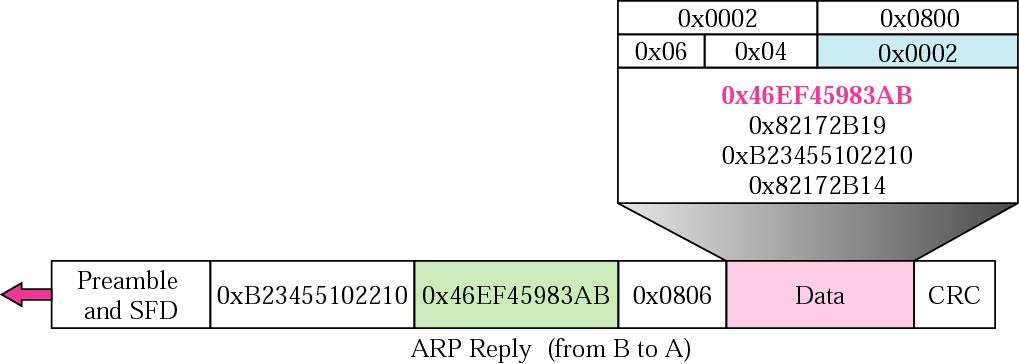 0x0002 0x0800
0x06 0x04 0x0002
0x46EF45983AB
0x82172B19
0xB23455102210
0x82172B14
Preamble
and SFD
0xB23455102210 0x46EF45983AB 0x0806 Data CRC
ARP Reply (from B to A)